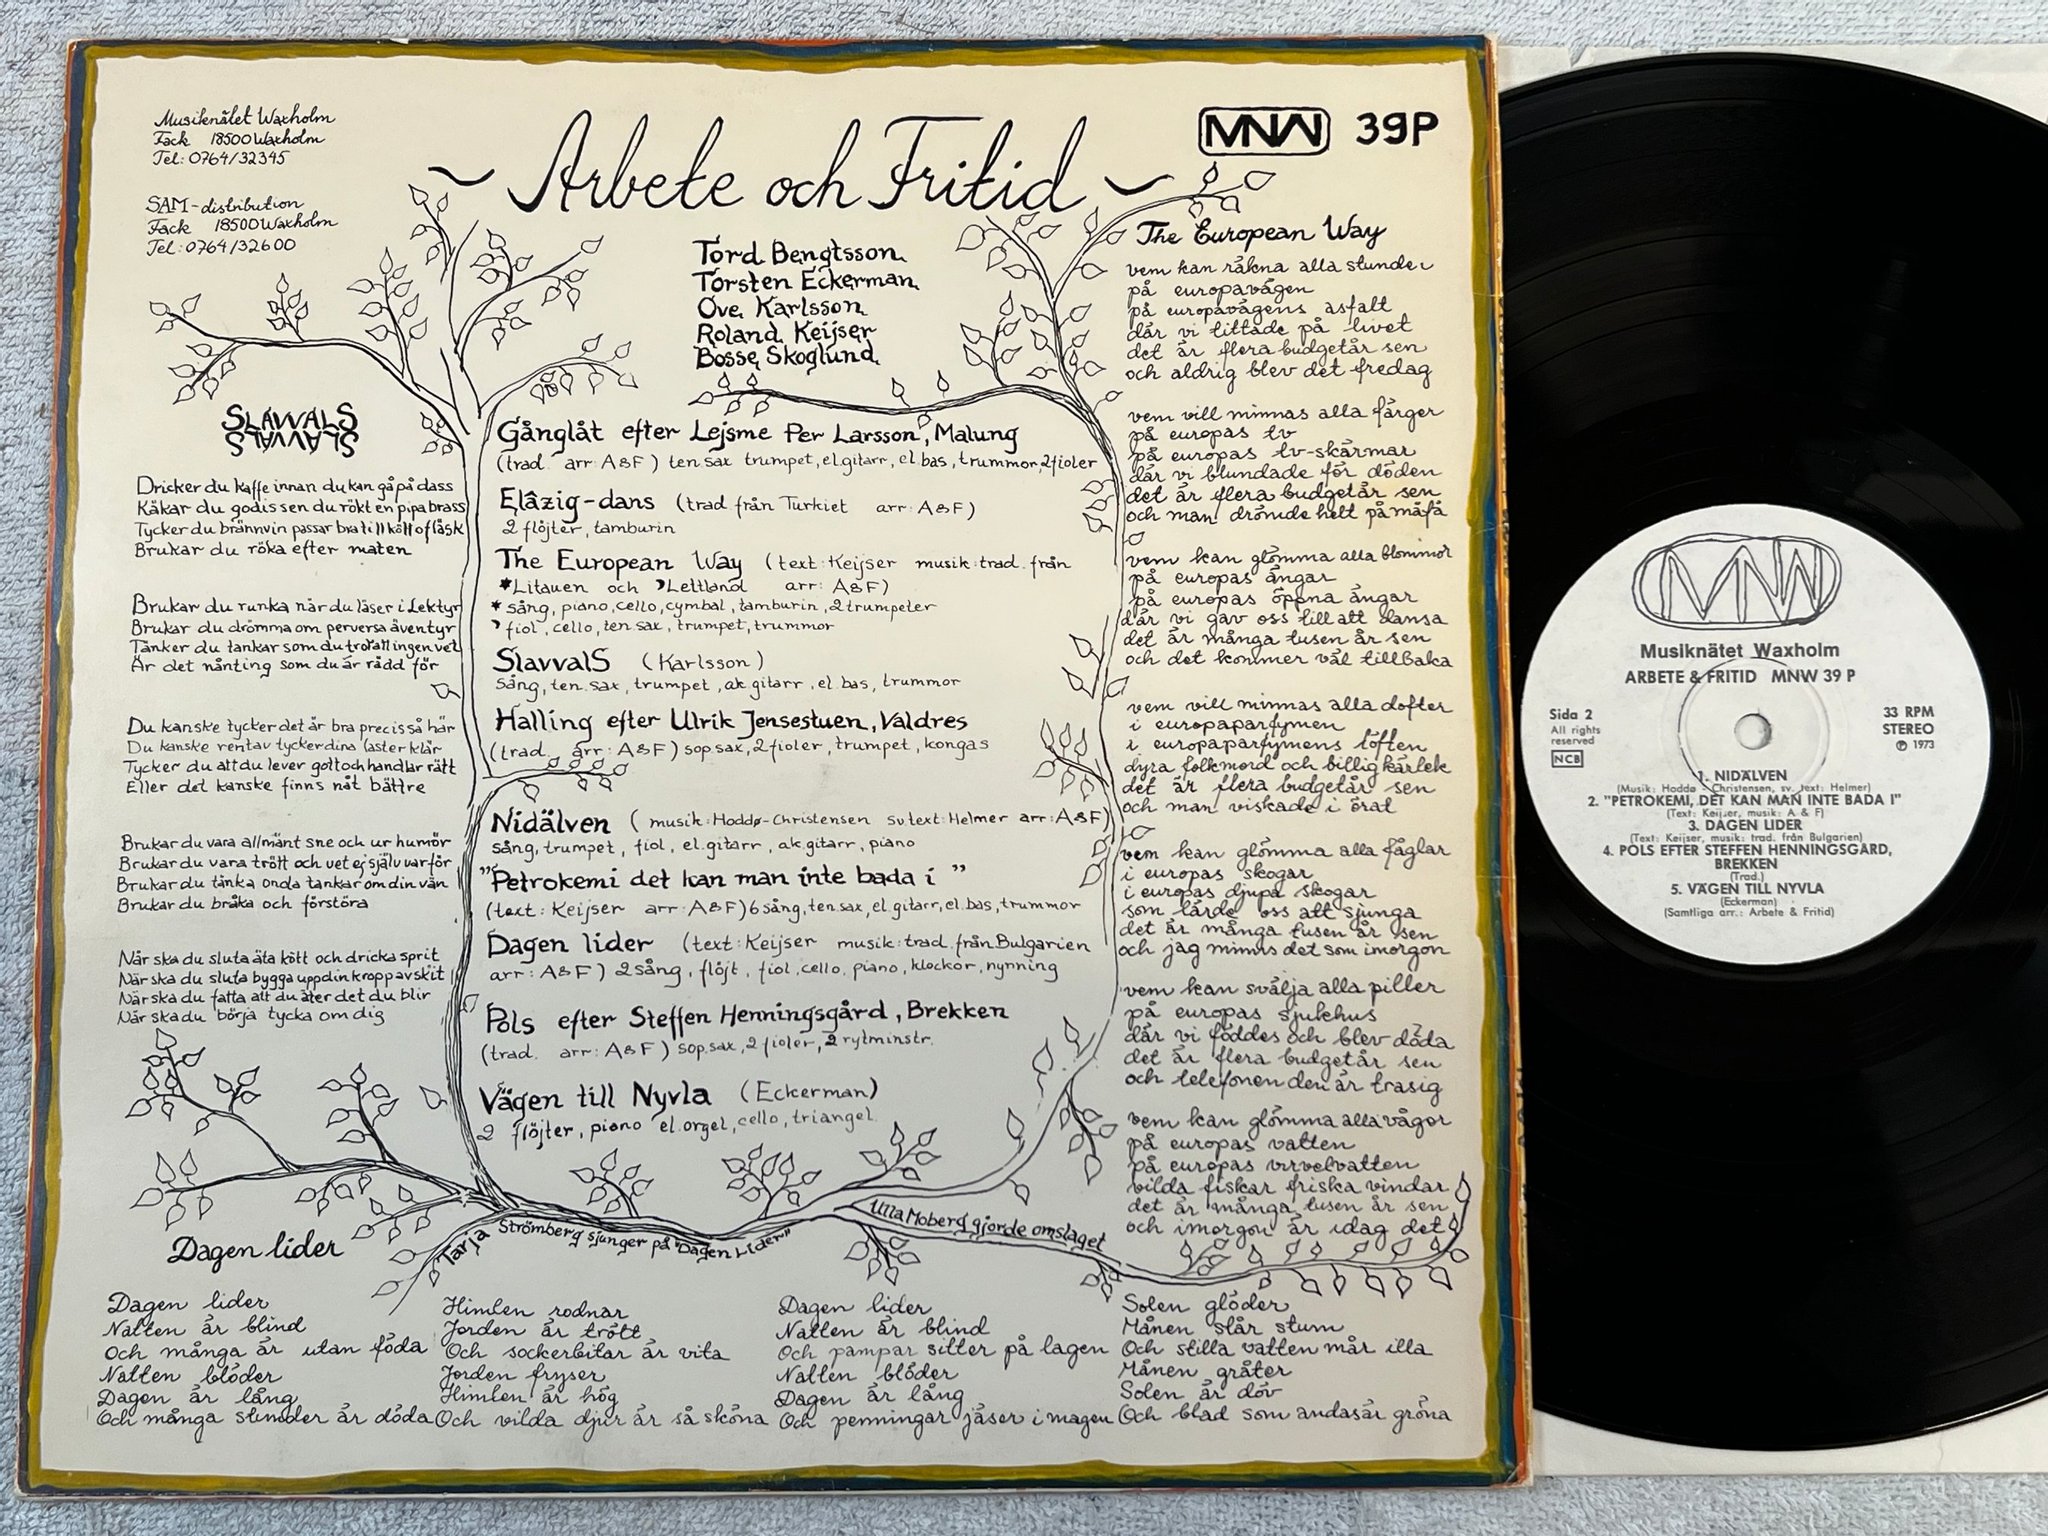 Musiknätet Waxholm
Fack 18500 Waxholm
Tel: 0764/32345
SAM-distribution
Fack 18500 Waxholm
Tel: 0764/32600
~ Arbete och Fritid ~
MNW 39P
Tord Bengtsson
Torsten Eckerman
Ove Karlsson
Roland Keijser
Bosse Skoglund
SLAVVALS
SLAVVALS
Dricker du kaffe innan du kan gå på dass
Käkar du godis sen du rökt en pipa brass
Tycker du brännvin passar bra till kött o fläsk
Brukar du röka efter maten
Brukar du runka när du läser i Lektyr
Brukar du drömma om perversa äventyr
Tänker du tankar som du tror att ingen vet
Är det nånting som du är rädd för
Du kanske tycker det är bra precis så här
Du kanske rentav tycker dina laster klär
Tycker du att du lever gott och handlar rätt
Eller det kanske finns nåt bättre
Brukar du vara allmänt sne och ur humör
Brukar du vara trött och vet ej själv varför
Brukar du tänka onda tankar om din vän
Brukar du bråka och förstöra
När ska du sluta äta kött och dricka sprit
När ska du sluta bygga upp din kropp av skit
När ska du fatta att du äter det du blir
När ska du börja tycka om dig
Gånglåt efter Lejsme Per Larsson, Malung
(trad. arr: A&F) ten.sax trumpet, el.gitarr, el.bas, trummor, 2 fioler
Elâzig-dans (trad från Turkiet arr: A&F)
2 flöjter, tamburin
The European Way (text: Keijser musik: trad. från
*Litauen och ’Lettland arr: A&F)
* sång, piano, cello, cymbal, tamburin, 2 trumpeter
’ fiol, cello, ten.sax, trumpet, trummor
SlavvalS (Karlsson)
sång, ten.sax, trumpet, ak.gitarr, el.bas, trummor
Halling efter Ulrik Jensestuen, Valdres
(trad. arr: A&F) sop.sax, 2 fioler, trumpet, kongas
Nidälven (musik: Hoddø-Christensen sv.text: Helmer arr: A&F)
sång, trumpet, fiol, el.gitarr, ak.gitarr, piano
"Petrokemi det kan man inte bada i"
(text: Keijser arr: A&F) 6 sång, ten.sax, el.gitarr, el.bas, trummor
Dagen lider (text: Keijser musik: trad. från Bulgarien
arr: A&F) 2 sång, flöjt, fiol, cello, piano, klockor, nynning
Pols efter Steffen Henningsgård, Brekken
(trad. arr: A&F) sop.sax, 2 fioler, 2 rytminstr.
Vägen till Nyvla (Eckerman)
2 flöjter, piano el.orgel, cello, triangel
The European Way
vem kan räkna alla stunder
på europavägen
på europavägens asfalt
där vi tittade på livet
det är flera budgetår sen
och aldrig blev det fredag
vem vill minnas alla färger
på europas tv
på europas tv-skärmar
där vi blundade för döden
det är flera budgetår sen
och man drömde helt på måfå
vem kan glömma alla blommor
på europas ängar
på europas öppna ängar
där vi gav oss till att dansa
det är många tusen år sen
och det kommer väl tillbaka
vem vill minnas alla dofter
i europaparfymen
i europaparfymens löften
dyra folkmord och billig kärlek
det är flera budgetår sen
och man viskade i örat
vem kan glömma alla fåglar
i europas skogar
i europas djupa skogar
som lärde oss att sjunga
det är många tusen år sen
och jag minns det som imorgon
vem kan svälja alla piller
på europas sjukhus
där vi föddes och blev döda
det är flera budgetår sen
och telefonen den är trasig
vem kan glömma alla vågor
på europas vatten
på europas virvelvatten
vilda fiskar friska vindar
det är många tusen år sen
och imorgon är idag det
Tarja Strömberg sjunger på "Dagen Lider"
Ulla Moberg gjorde omslaget
Dagen lider
Dagen lider
Natten är blind
Och många är utan föda
Natten blöder
Dagen är lång
Och många stunder är döda
Himlen rodnar
Jorden är trött
Och sockerbitar är vita
Jorden fryser
Himlen är hög
Och vilda djur är så sköna
Dagen lider
Natten är blind
Och pampar sitter på lagen
Natten blöder
Dagen är lång
Och penningar jäser i magen
Solen glöder
Månen står stum
Och stilla vatten mår illa
Månen gråter
Solen är döv
Och blad som andas är gröna
MNW
Musiknätet Waxholm
ARBETE & FRITID MNW 39 P
Sida 2
All rights
reserved
NCB
33 RPM
STEREO
℗ 1973
1. NIDÄLVEN
(Musik: Hoddø - Christensen, sv. text: Helmer)
2. "PETROKEMI, DET KAN MAN INTE BADA I"
(Text: Keijser, musik: A & F)
3. DAGEN LIDER
(Text: Keijser, musik: trad. från Bulgarien)
4. POLS EFTER STEFFEN HENNINGSGÅRD,
BREKKEN
(Trad.)
5. VÄGEN TILL NYVLA
(Eckerman)
(Samtliga arr.: Arbete & Fritid)